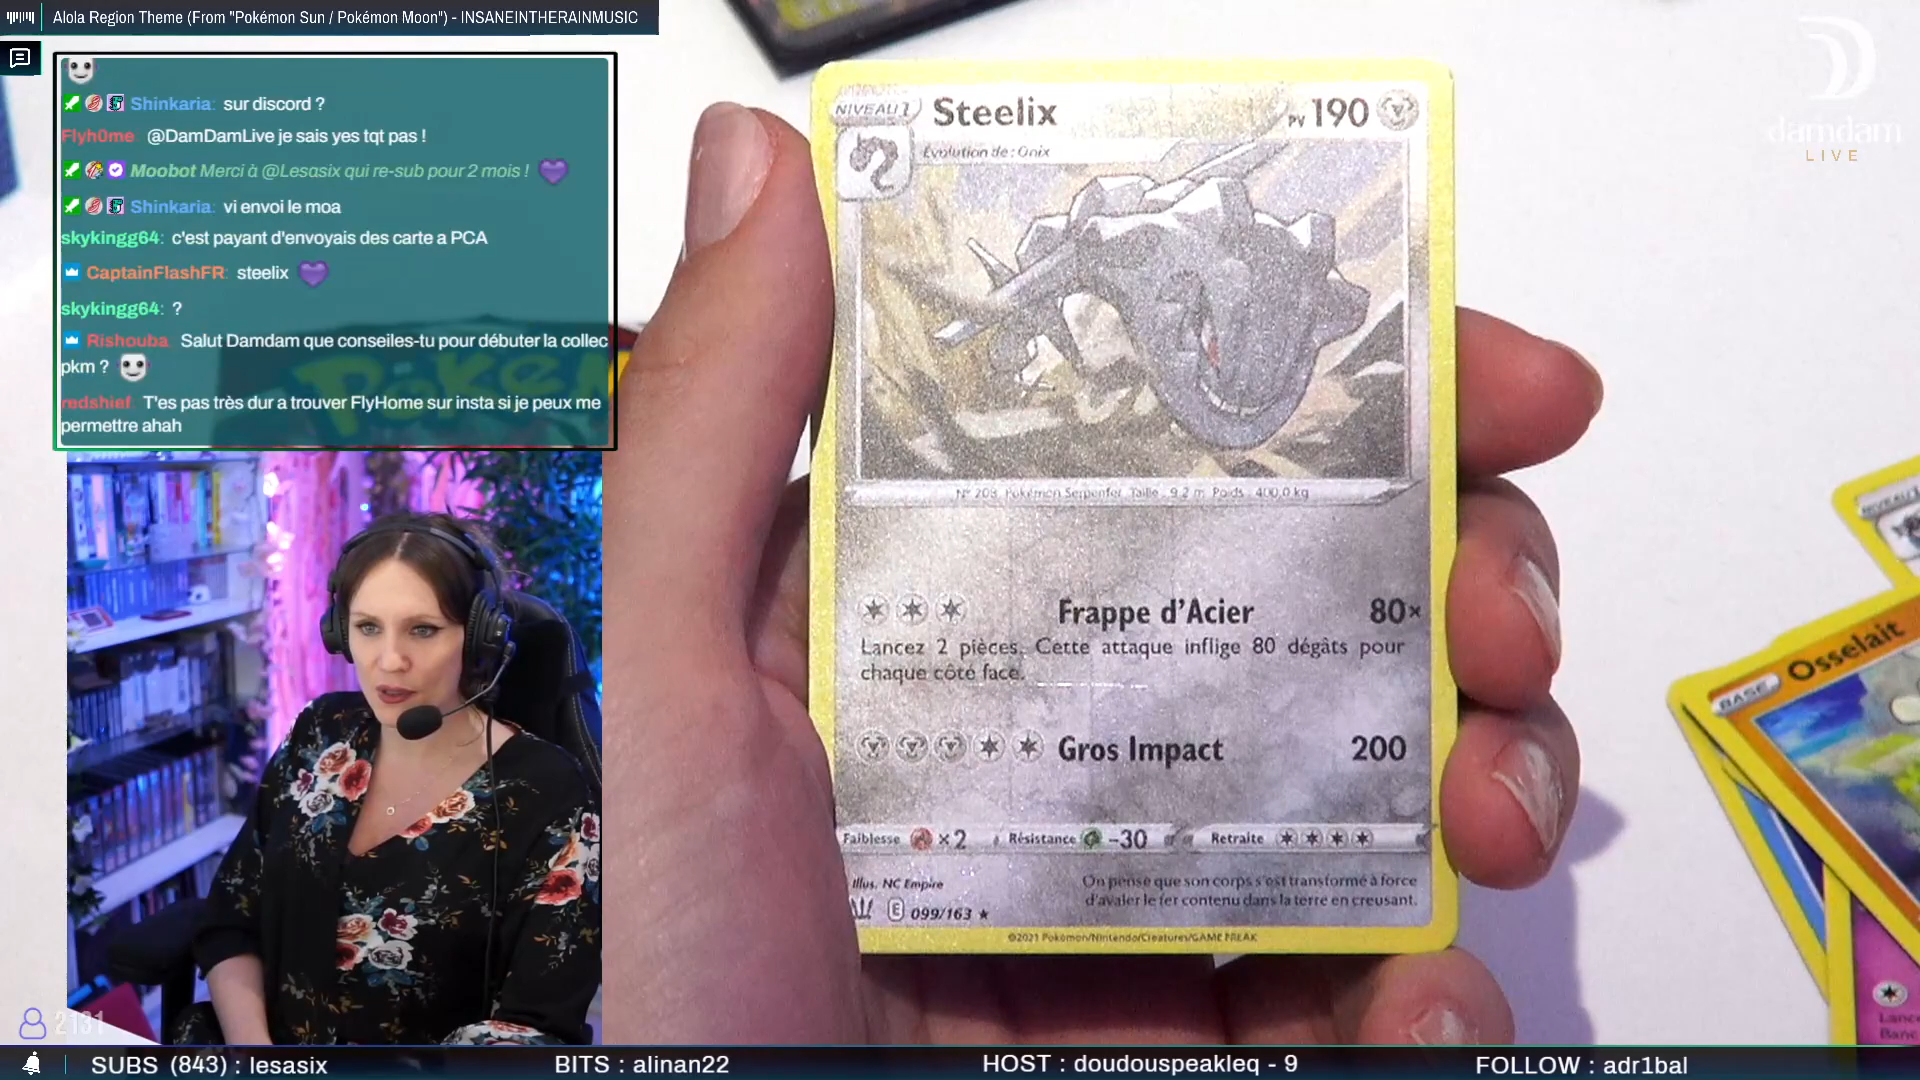 Alola Region Theme (From "Pokémon Sun / Pokémon Moon") - INSANEINTHERAINMUSIC
Shinkaria: sur discord ?
Flyh0me @DamDamLive je sais yes tqt pas !
Moobot Merci à @Lesasix qui re-sub pour 2 mois !
Shinkaria: vi envoi le moa
skykingg64: c'est payant d'envoyais des carte a PCA
CaptainFlashFR: steelix
skykingg64: ?
Rishouba: Salut Damdam que conseiles-tu pour débuter la collec
pkm ?
redshief: T'es pas très dur a trouver FlyHome sur insta si je peux me
permettre ahah
POKÉM
damdam
LIVE
NIVEAU 1
Steelix
PV 190
Évolution de : Onix
N° 208 Pokémon Serpenfer Taille : 9,2 m Poids : 400,0 kg
Frappe d'Acier 80×
Lancez 2 pièces. Cette attaque inflige 80 dégâts pour
chaque côté face.
Gros Impact 200
Faiblesse ×2 Résistance -30 Retraite
Illus. NC Empire
On pense que son corps s'est transformé à force
d'avaler le fer contenu dans la terre en creusant.
E 099/163 ★
©2021 Pokémon/Nintendo/Creatures/GAME FREAK
NIVEAU 1
BASE Osselait
Lance
Banc
2131
SUBS (843) : lesasix
BITS : alinan22
HOST : doudouspeakleq - 9
FOLLOW : adr1bal